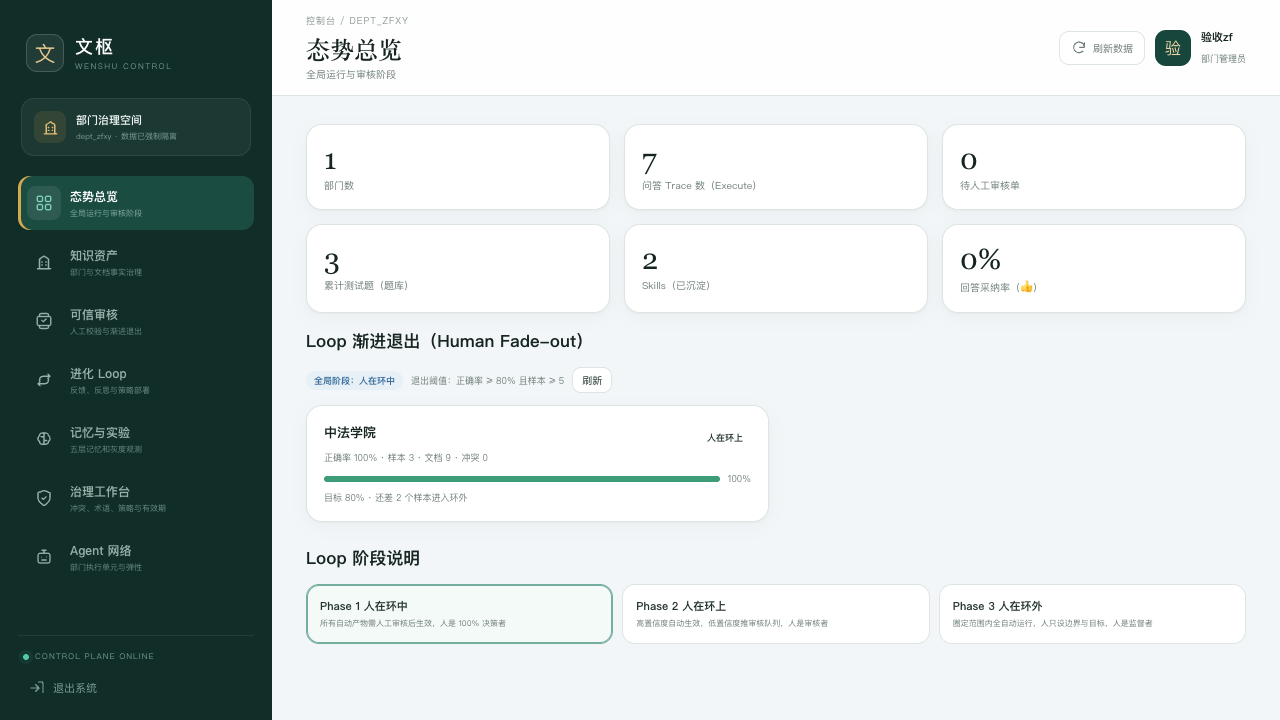 文
文枢
WENSHU CONTROL
部门治理空间
dept_zfxy · 数据已强制隔离
态势总览
全局运行与审核阶段
知识资产
部门与文档事实治理
可信审核
人工校验与渐进退出
进化 Loop
反馈、反思与策略部署
记忆与实验
五层记忆和灰度观测
治理工作台
冲突、术语、策略与有效期
Agent 网络
部门执行单元与弹性
CONTROL PLANE ONLINE
退出系统
控制台 / DEPT_ZFXY
态势总览
全局运行与审核阶段
刷新数据
验
验收zf
部门管理员
1
部门数
7
问答 Trace 数（Execute）
0
待人工审核单
3
累计测试题（题库）
2
Skills（已沉淀）
0%
回答采纳率（👍）
Loop 渐进退出（Human Fade-out）
全局阶段：人在环中
退出阈值：正确率 ≥ 80% 且样本 ≥ 5
刷新
中法学院
人在环上
正确率 100% · 样本 3 · 文档 9 · 冲突 0
100%
目标 80% · 还差 2 个样本进入环外
Loop 阶段说明
Phase 1 人在环中
所有自动产物需人工审核后生效，人是 100% 决策者
Phase 2 人在环上
高置信度自动生效，低置信度推审核队列，人是审核者
Phase 3 人在环外
圈定范围内全自动运行，人只设边界与目标，人是监督者